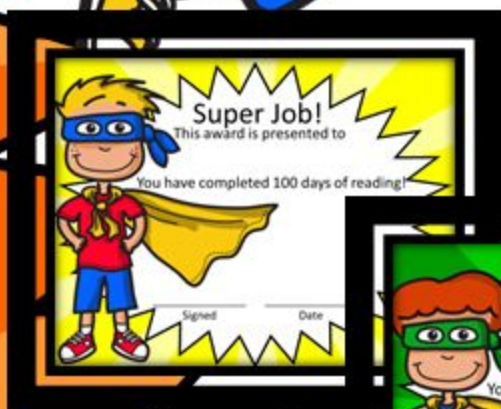 Super Job!
This award is presented to
You have completed 100 days of reading!
Signed Date